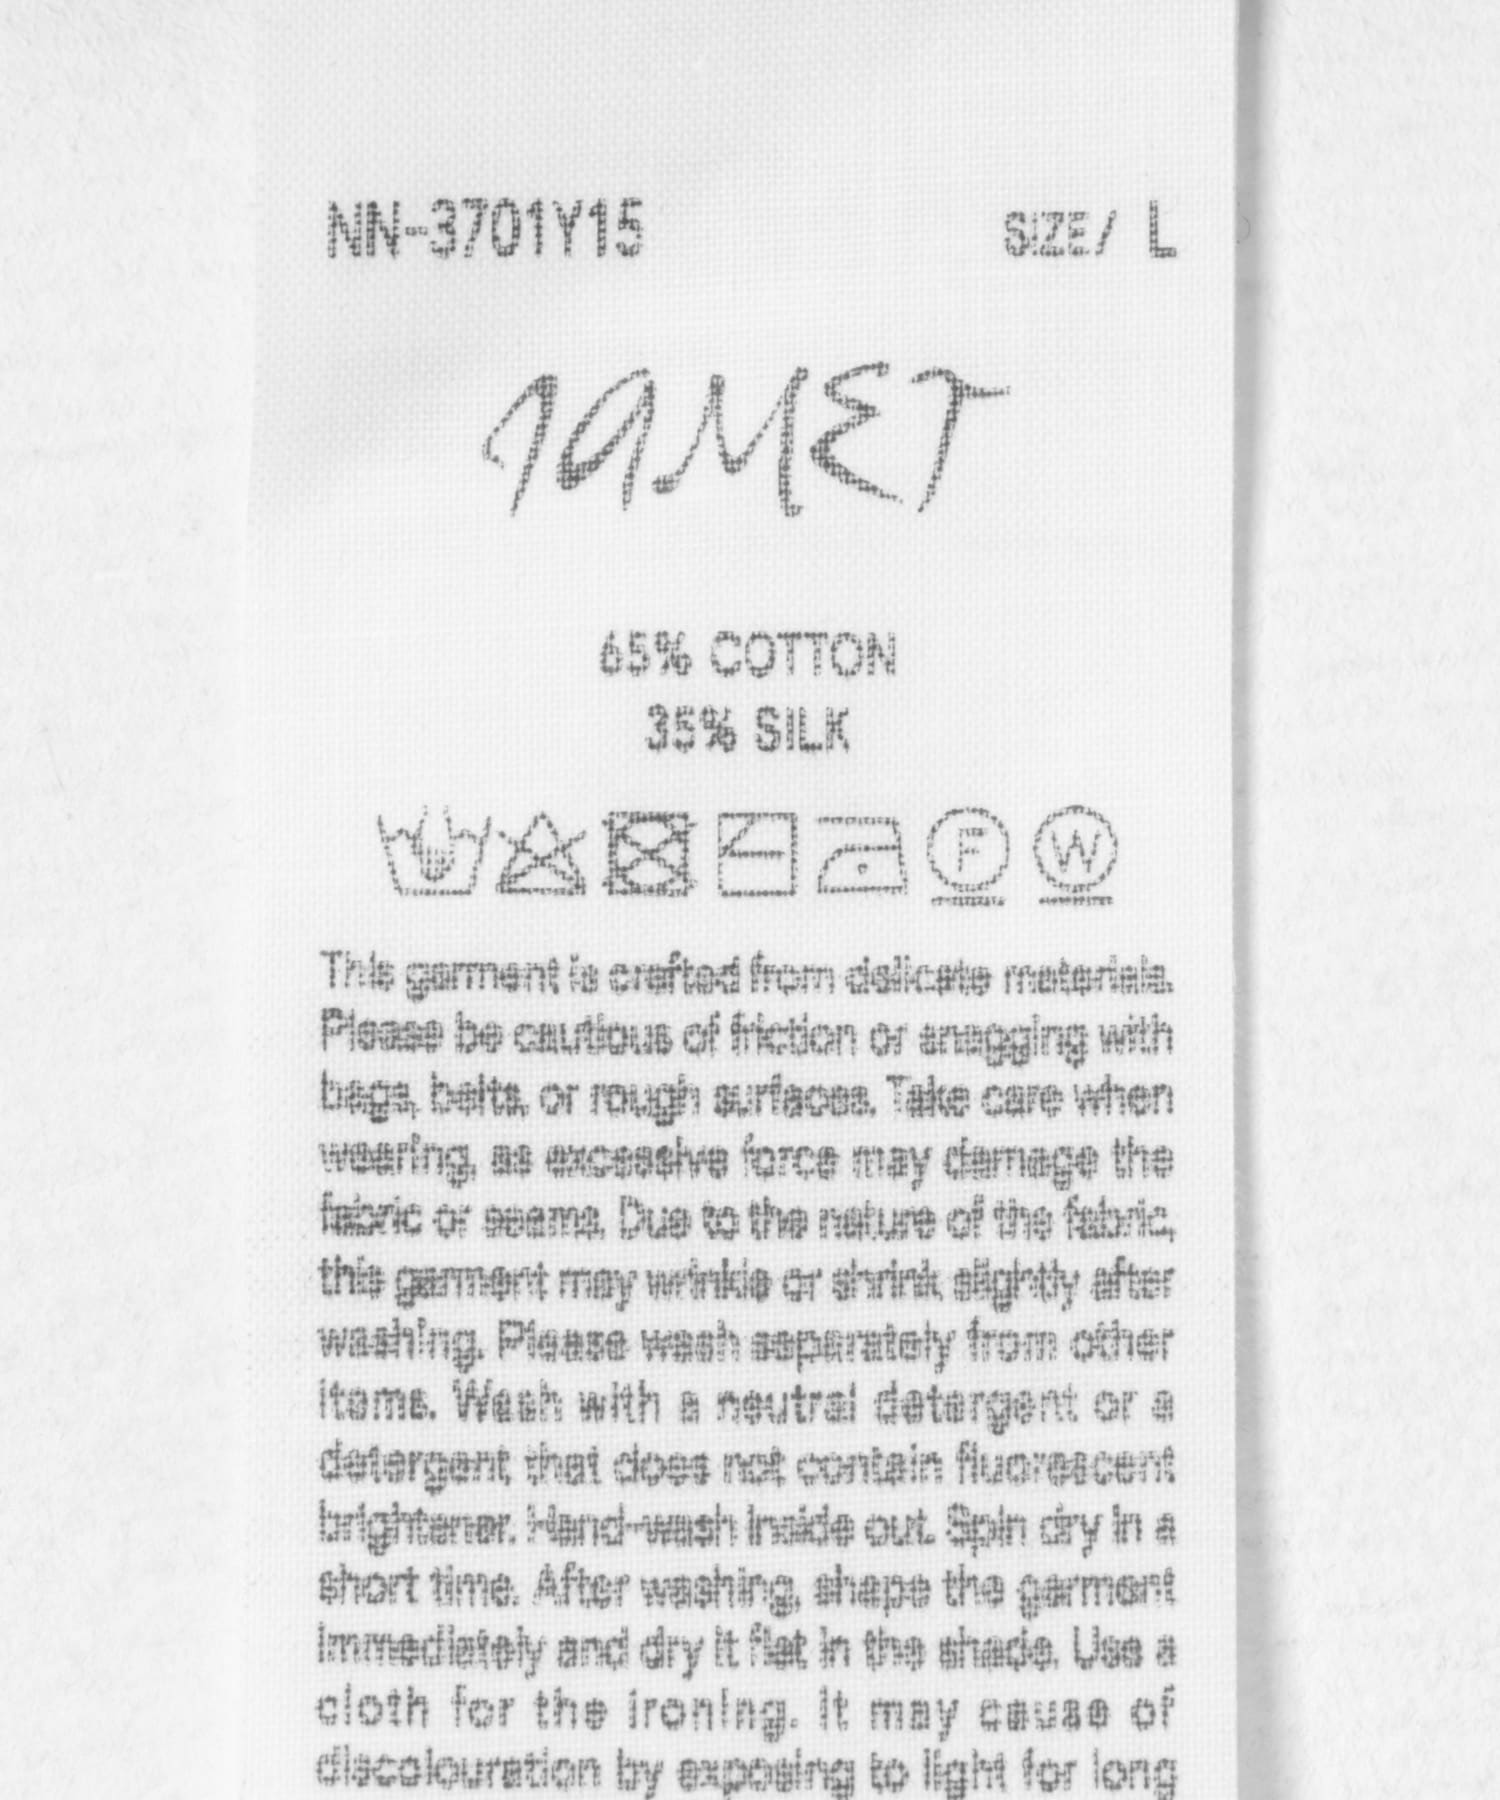 NN-3701Y15 SIZE/ L
JAMET
65% COTTON
35% SILK
F W
This garment is crafted from delicate materials.
Please be cautious of friction or snagging with
bags, belts, or rough surfaces. Take care when
wearing, as excessive force may damage the
fabric or seams. Due to the nature of the fabric,
this garment may wrinkle or shrink slightly after
washing. Please wash separately from other
items. Wash with a neutral detergent or a
detergent that does not contain fluorescent
brightener. Hand-wash inside out. Spin dry in a
short time. After washing, shape the garment
immediately and dry it flat in the shade. Use a
cloth for the ironing. It may cause of
discolouration by exposing to light for long